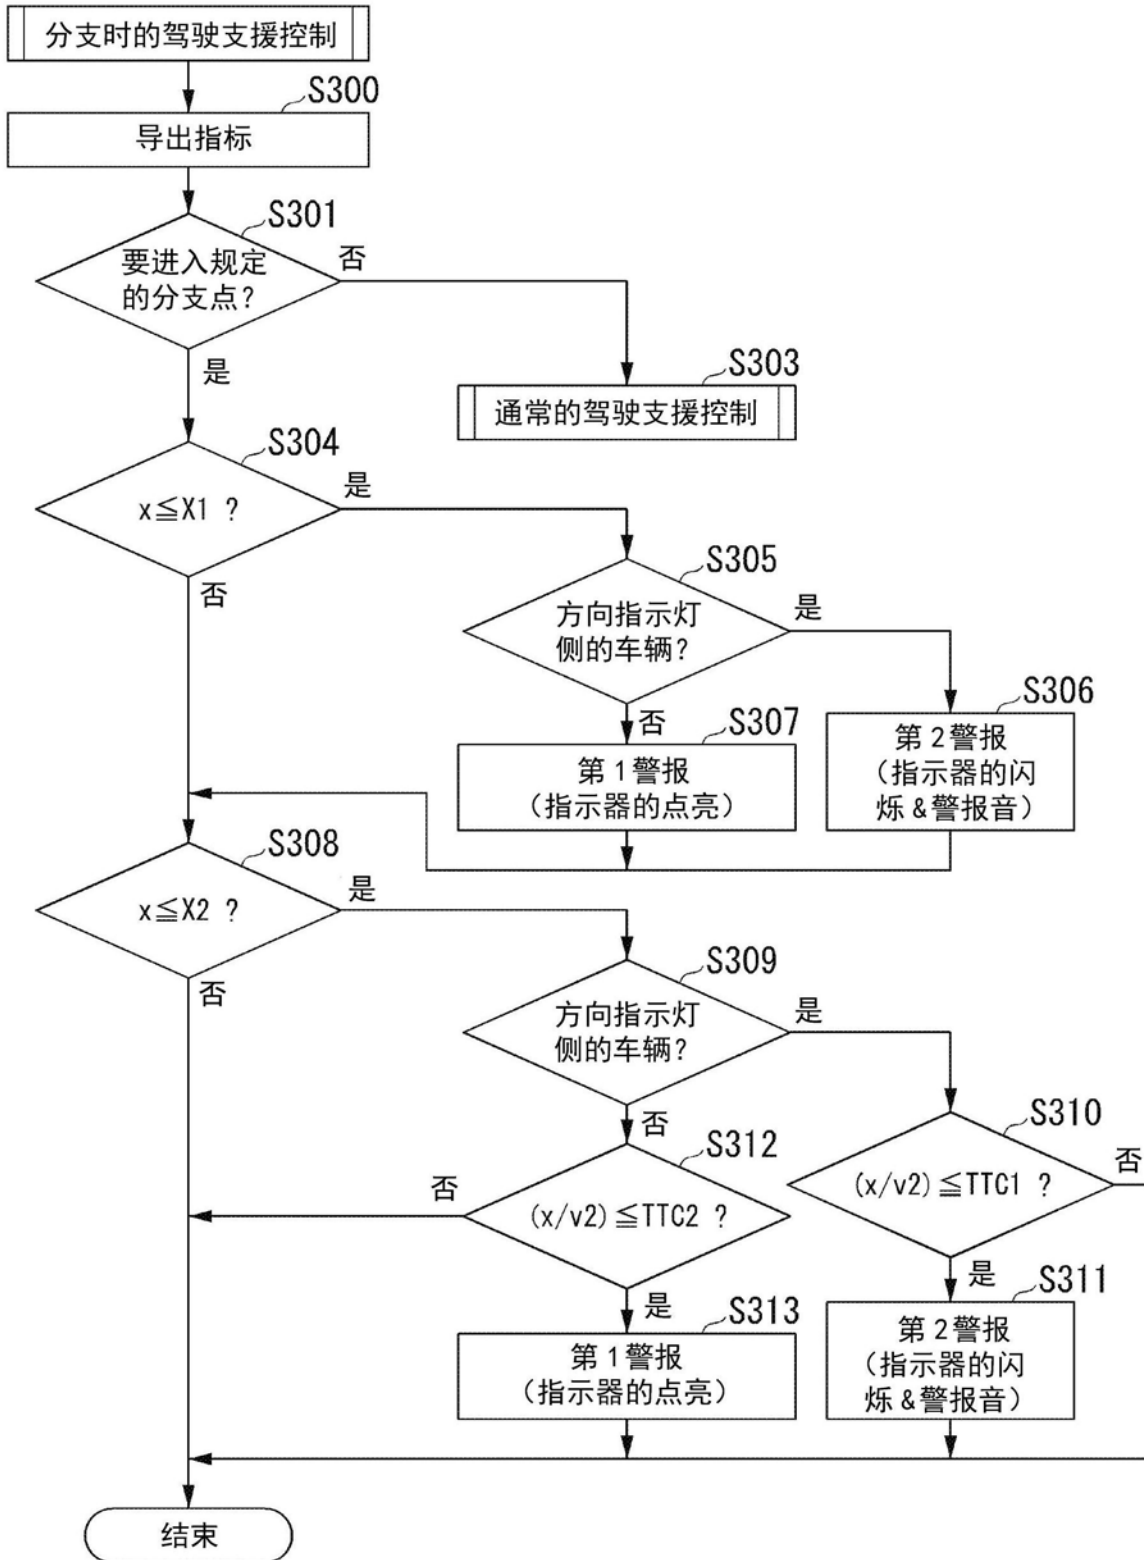 分支时的驾驶支援控制
S300
导出指标
S301
要进入规定
的分支点?
否
是
S303
通常的驾驶支援控制
S304
x≦X1 ?
是
否
S305
方向指示灯
侧的车辆?
是
否
S306
第2警报
(指示器的闪
烁&警报音)
S307
第1警报
(指示器的点亮)
S308
x≦X2 ?
是
否
S309
方向指示灯
侧的车辆?
是
否
S310
(x/v2)≦TTC1 ?
否
是
S312
(x/v2)≦TTC2 ?
否
是
S311
第2警报
(指示器的闪
烁&警报音)
S313
第1警报
(指示器的点亮)
结束